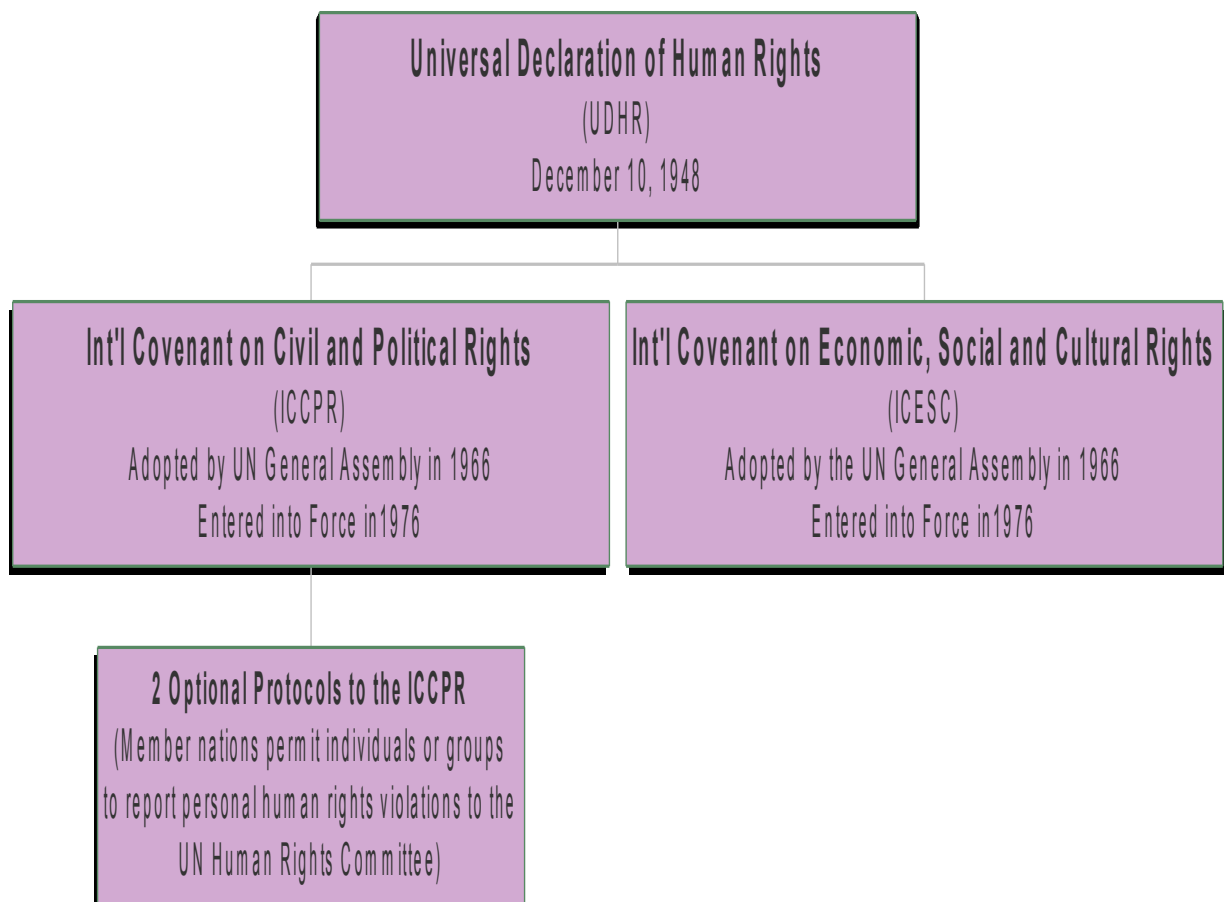 Universal Declaration of Human Rights
(UDHR)
December 10, 1948
Int'l Covenant on Civil and Political Rights
(ICCPR)
Adopted by UN General Assembly in 1966
Entered into Force in1976
Int'l Covenant on Economic, Social and Cultural Rights
(ICESC)
Adopted by the UN General Assembly in 1966
Entered into Force in1976
2 Optional Protocols to the ICCPR
(Member nations permit individuals or groups
to report personal human rights violations to the
UN Human Rights Committee)